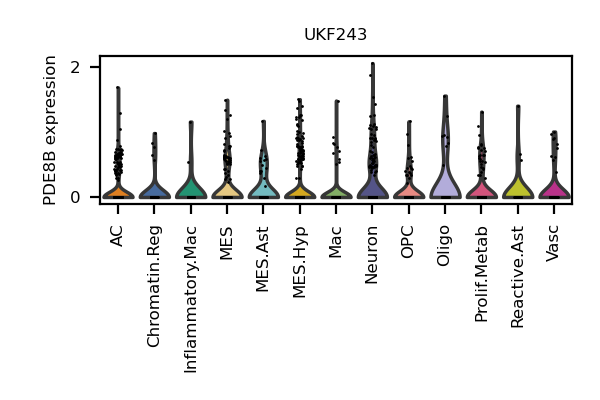 UKF243
PDE8B expression
2
0
AC
Chromatin.Reg
Inflammatory.Mac
MES
MES.Ast
MES.Hyp
Mac
Neuron
OPC
Oligo
Prolif.Metab
Reactive.Ast
Vasc